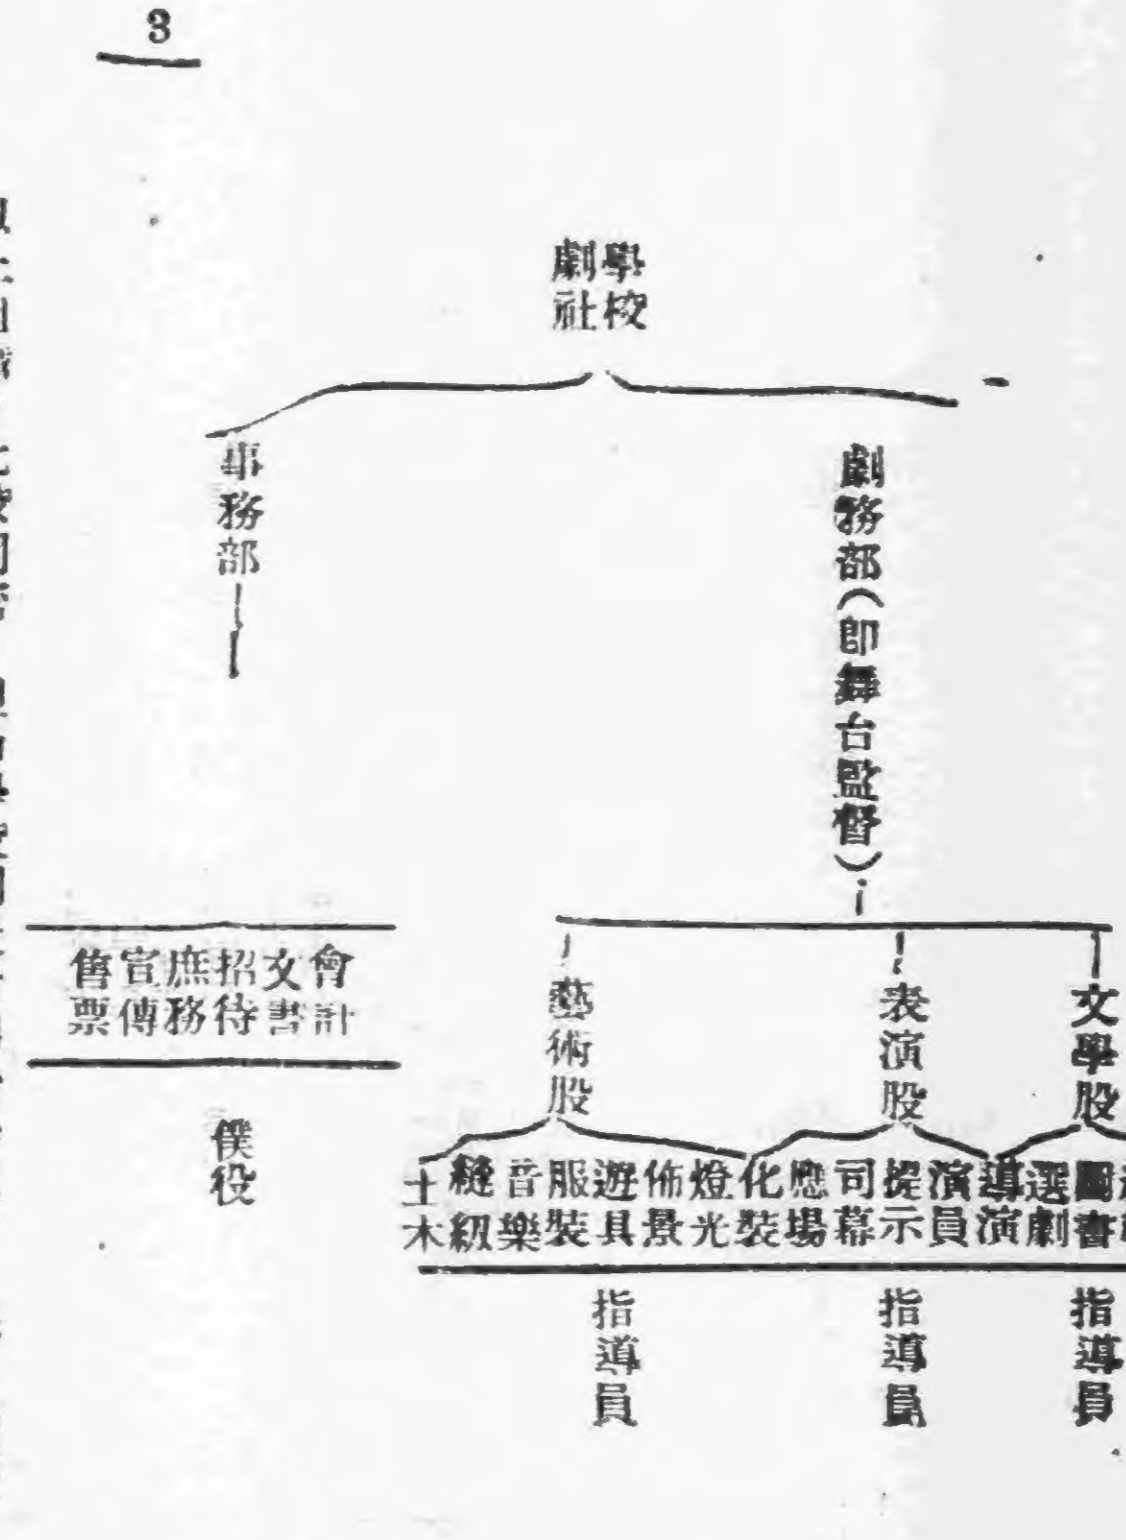 3
學校
劇社
劇務部（即舞台監督）
事務部
文學股
表演股
藝術股
圖書
選劇
導演
演員
提示
司幕
應場
化裝
燈光
佈景
遊具
服裝
音樂
縫紉
土木
指導員
指導員
指導員
會計
文書
招待
庶務
宣傳
售票
僕役